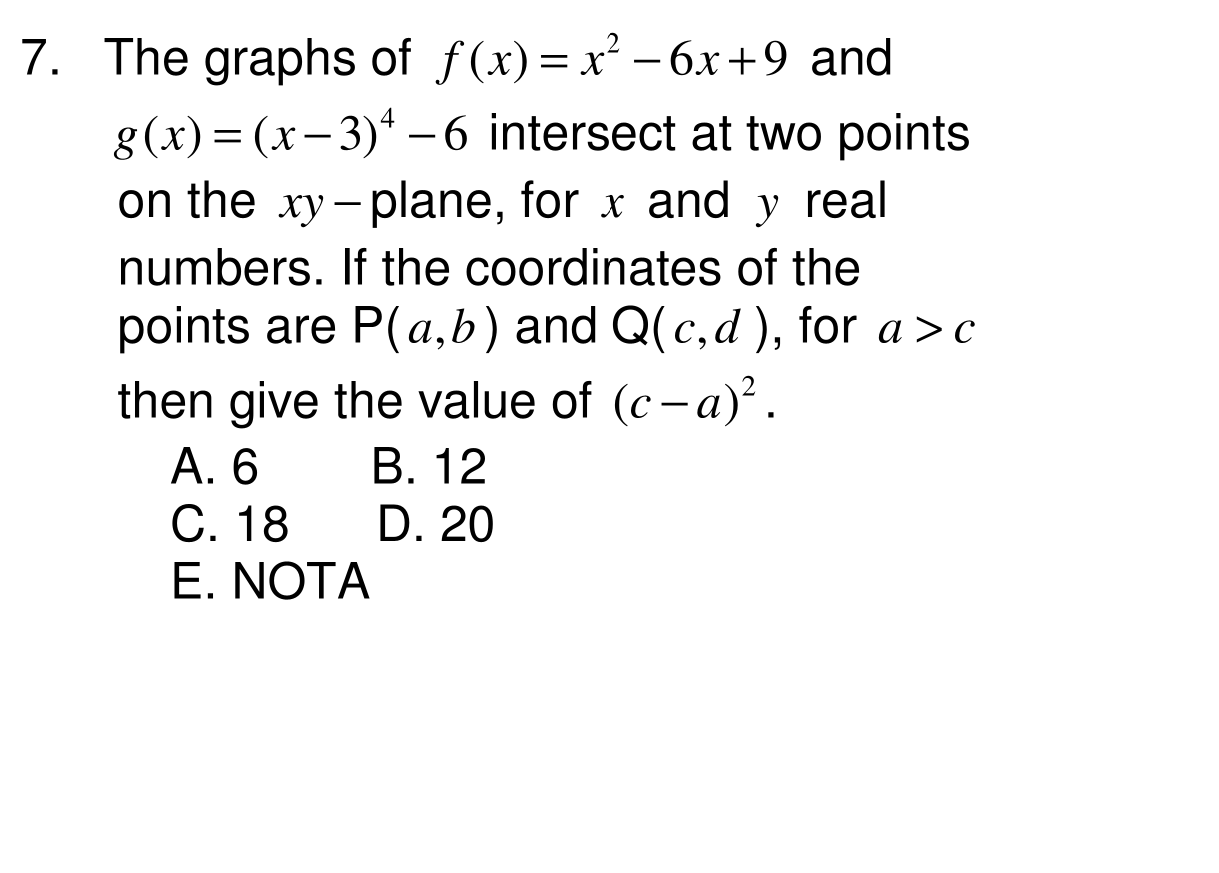 7. The graphs of f(x) = x² − 6x + 9 and
g(x) = (x − 3)⁴ − 6 intersect at two points
on the xy − plane, for x and y real
numbers. If the coordinates of the
points are P(a,b) and Q(c,d), for a > c
then give the value of (c − a)².
A. 6 B. 12
C. 18 D. 20
E. NOTA